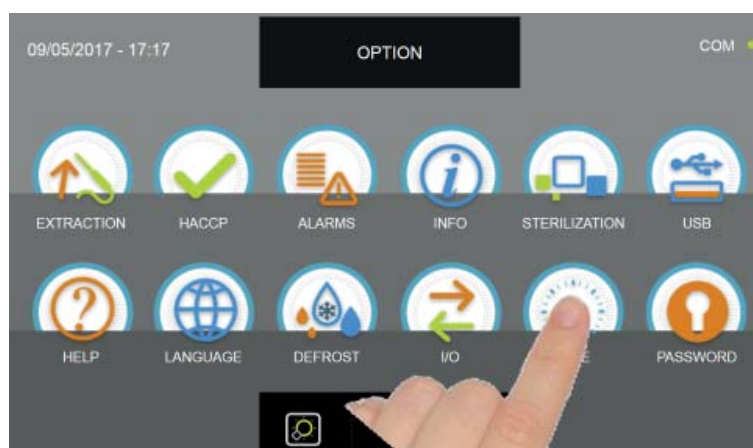 09/05/2017 - 17:17 OPTION COM
EXTRACTION HACCP ALARMS INFO STERILIZATION USB
HELP LANGUAGE DEFROST I/O PASSWORD